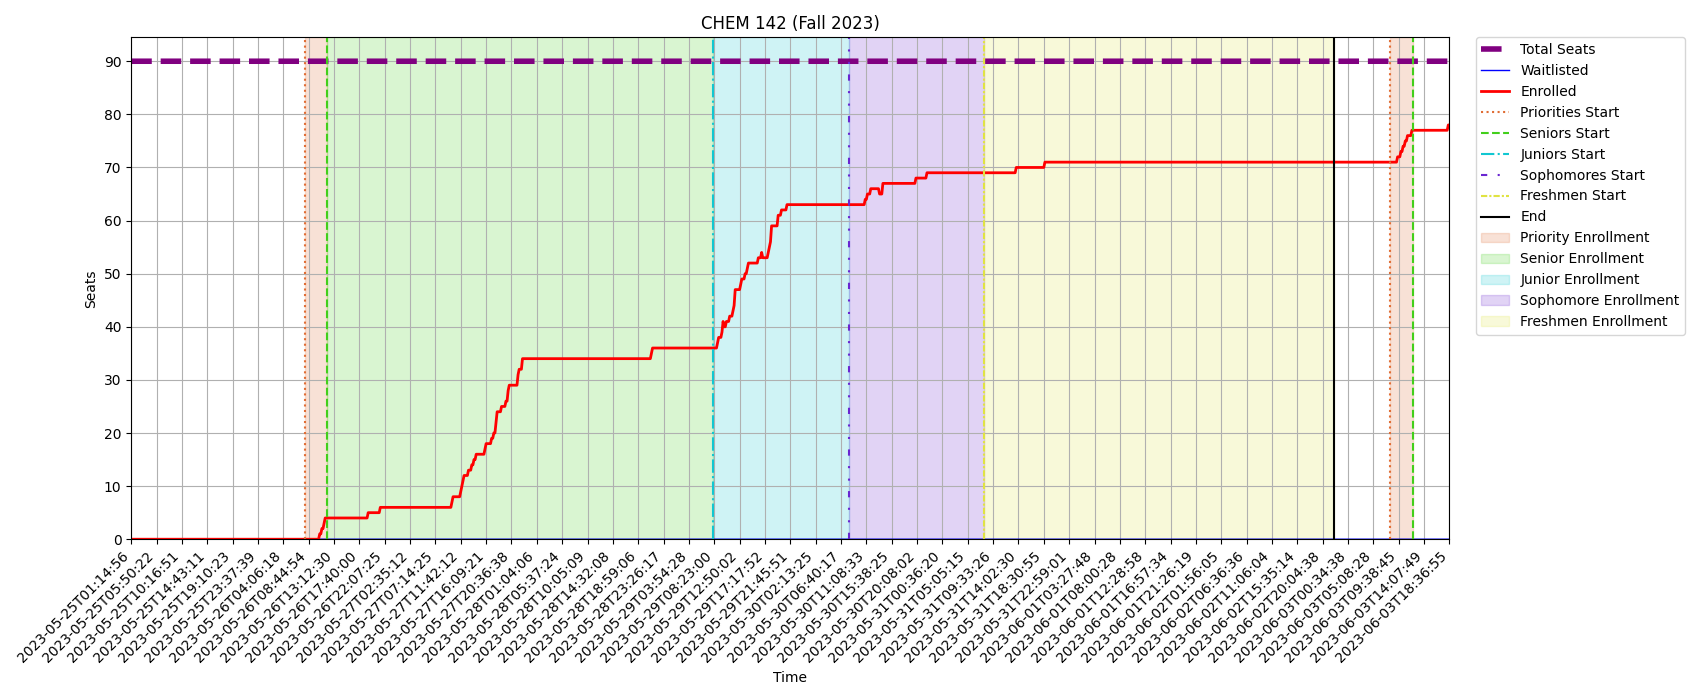 CHEM 142 (Fall 2023)
Seats
90
80
70
60
50
40
30
20
10
0
2023-05-25T01:14:56
2023-05-25T05:50:22
2023-05-25T10:16:51
2023-05-25T14:43:11
2023-05-25T19:10:23
2023-05-25T23:37:39
2023-05-26T04:06:18
2023-05-26T08:44:54
2023-05-26T13:12:30
2023-05-26T17:40:00
2023-05-26T22:07:25
2023-05-27T02:35:12
2023-05-27T07:14:25
2023-05-27T11:42:12
2023-05-27T16:09:21
2023-05-27T20:36:38
2023-05-28T01:04:06
2023-05-28T05:37:24
2023-05-28T10:05:09
2023-05-28T14:32:08
2023-05-28T18:59:06
2023-05-28T23:26:17
2023-05-29T03:54:28
2023-05-29T08:23:00
2023-05-29T12:50:02
2023-05-29T17:17:52
2023-05-29T21:45:51
2023-05-30T02:13:25
2023-05-30T06:40:17
2023-05-30T11:08:33
2023-05-30T15:38:25
2023-05-30T20:08:02
2023-05-31T00:36:20
2023-05-31T05:05:15
2023-05-31T09:33:26
2023-05-31T14:02:30
2023-05-31T18:30:55
2023-05-31T22:59:01
2023-06-01T03:27:48
2023-06-01T08:00:28
2023-06-01T12:28:58
2023-06-01T16:57:34
2023-06-01T21:26:19
2023-06-02T01:56:05
2023-06-02T06:36:36
2023-06-02T11:06:04
2023-06-02T15:35:14
2023-06-02T20:04:38
2023-06-03T00:34:38
2023-06-03T05:08:28
2023-06-03T09:38:45
2023-06-03T14:07:49
2023-06-03T18:36:55
Time
Total Seats
Waitlisted
Enrolled
Priorities Start
Seniors Start
Juniors Start
Sophomores Start
Freshmen Start
End
Priority Enrollment
Senior Enrollment
Junior Enrollment
Sophomore Enrollment
Freshmen Enrollment